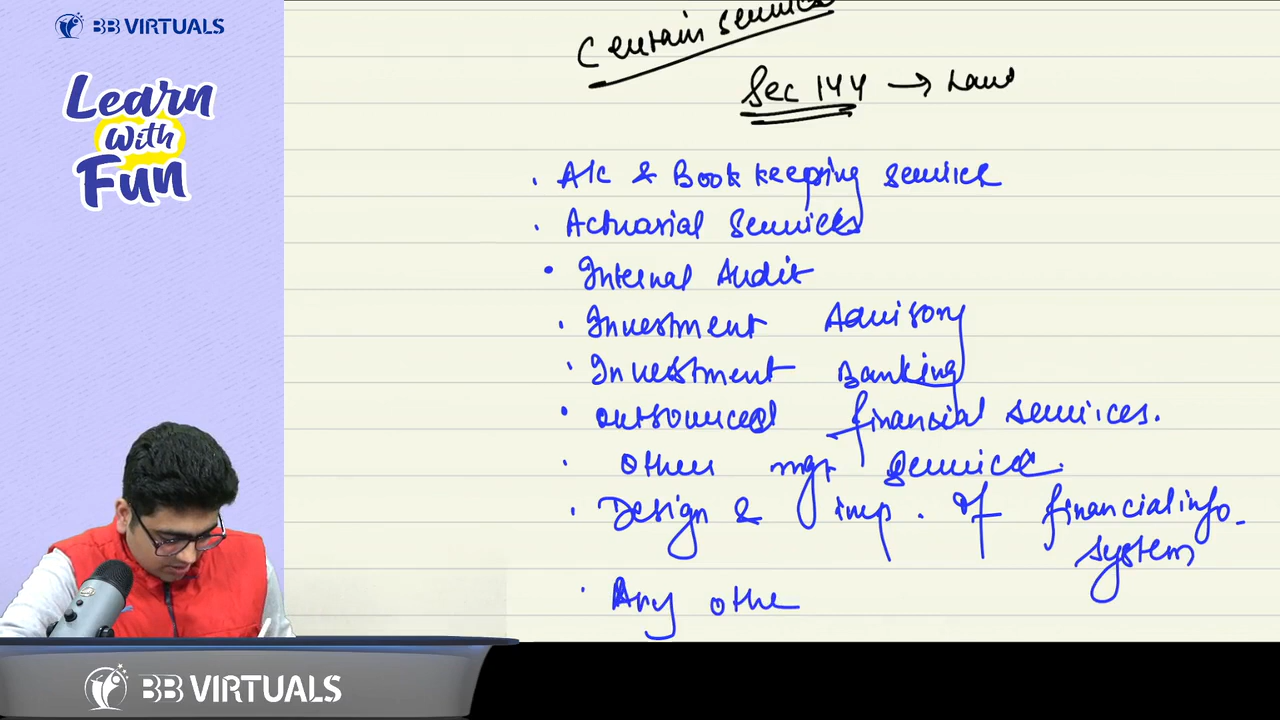 BB VIRTUALS
Learn
With
Fun
Certain service
Sec 144 → Law
. A/c & Book keeping service
. Actuarial Services
• Internal Audit
. Investment Advisory
. Investment Banking
• outsourced financial services.
. Other mgt service.
. Design & imp. of financial info.
system
. Any othe
BB VIRTUALS